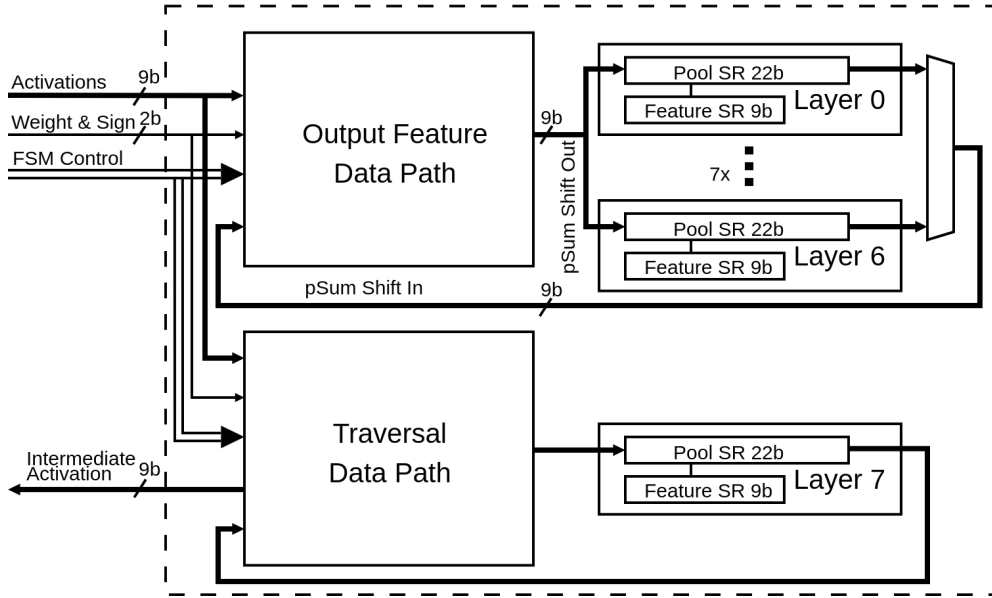 Activations
9b
Weight & Sign
2b
FSM Control
Output Feature
Data Path
9b
pSum Shift Out
Pool SR 22b
Feature SR 9b
Layer 0
7x
Pool SR 22b
Feature SR 9b
Layer 6
pSum Shift In
9b
Traversal
Data Path
Pool SR 22b
Feature SR 9b
Layer 7
Intermediate
Activation
9b